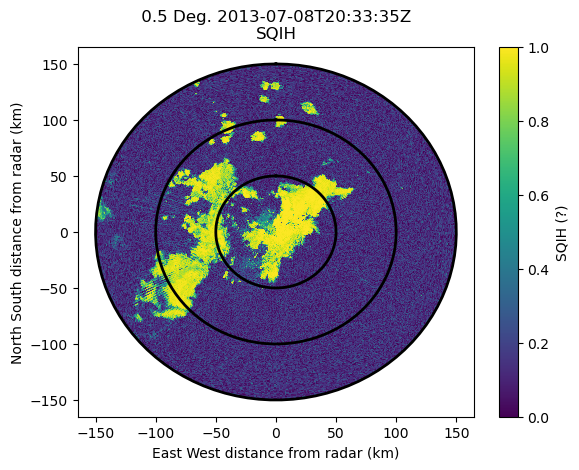 0.5 Deg. 2013-07-08T20:33:35Z
SQIH
150
100
50
0
−50
−100
−150
North South distance from radar (km)
−150 −100 −50 0 50 100 150
East West distance from radar (km)
1.0
0.8
0.6
0.4
0.2
0.0
SQIH (?)